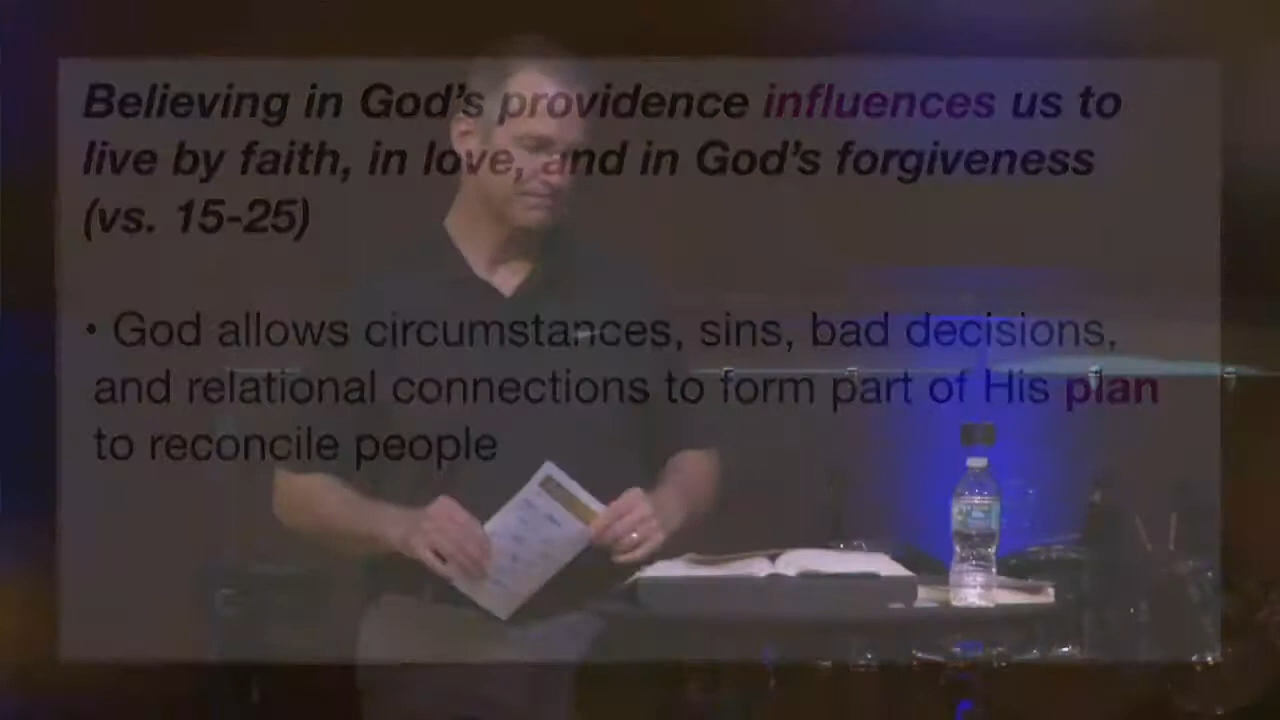 Believing in God's providence influences us to
live by faith, in love, and in God's forgiveness
(vs. 15-25)
• God allows circumstances, sins, bad decisions,
and relational connections to form part of His plan
to reconcile people